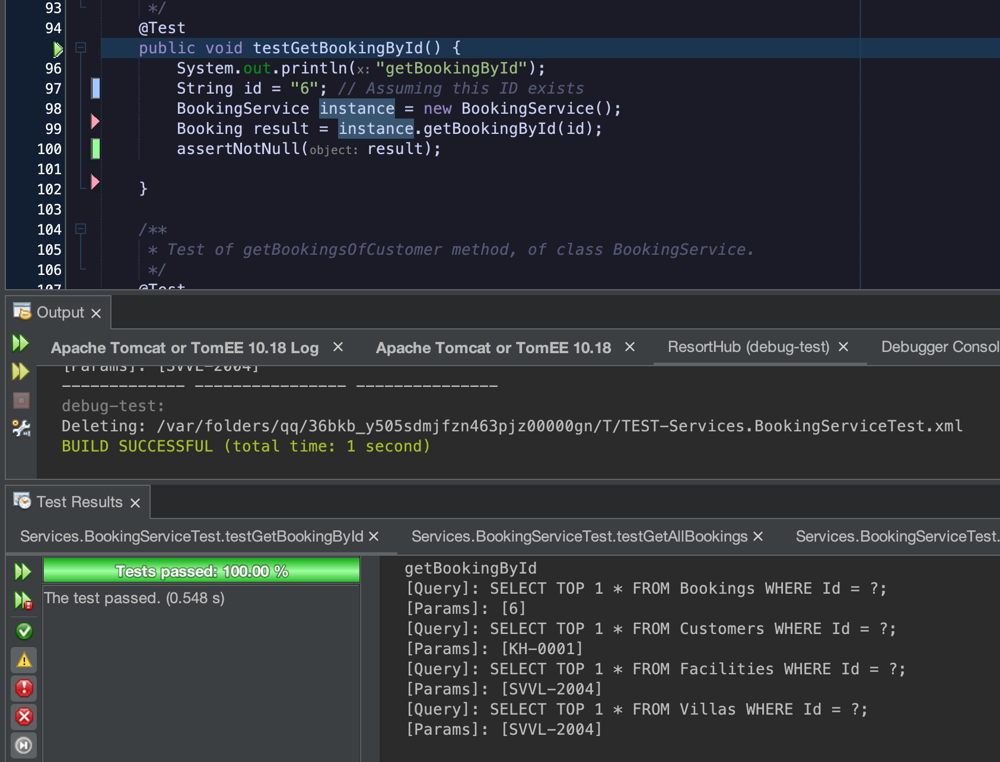 93 */
94 @Test
public void testGetBookingById() {
96 System.out.println(x: "getBookingById");
97 String id = "6"; // Assuming this ID exists
98 BookingService instance = new BookingService();
99 Booking result = instance.getBookingById(id);
100 assertNotNull(object: result);
101
102 }
103
104 /**
105 * Test of getBookingsOfCustomer method, of class BookingService.
106 */
107 @Test
Output
Apache Tomcat or TomEE 10.18 Log Apache Tomcat or TomEE 10.18 ResortHub (debug-test) Debugger Consol
[Params]: [SVVL-2004]
------------- ---------------- ---------------
debug-test:
Deleting: /var/folders/qq/36bkb_y505sdmjfzn463pjz00000gn/T/TEST-Services.BookingServiceTest.xml
BUILD SUCCESSFUL (total time: 1 second)
Test Results
Services.BookingServiceTest.testGetBookingById Services.BookingServiceTest.testGetAllBookings Services.BookingServiceTest.
Tests passed: 100.00 %
The test passed. (0.548 s)
getBookingById
[Query]: SELECT TOP 1 * FROM Bookings WHERE Id = ?;
[Params]: [6]
[Query]: SELECT TOP 1 * FROM Customers WHERE Id = ?;
[Params]: [KH-0001]
[Query]: SELECT TOP 1 * FROM Facilities WHERE Id = ?;
[Params]: [SVVL-2004]
[Query]: SELECT TOP 1 * FROM Villas WHERE Id = ?;
[Params]: [SVVL-2004]